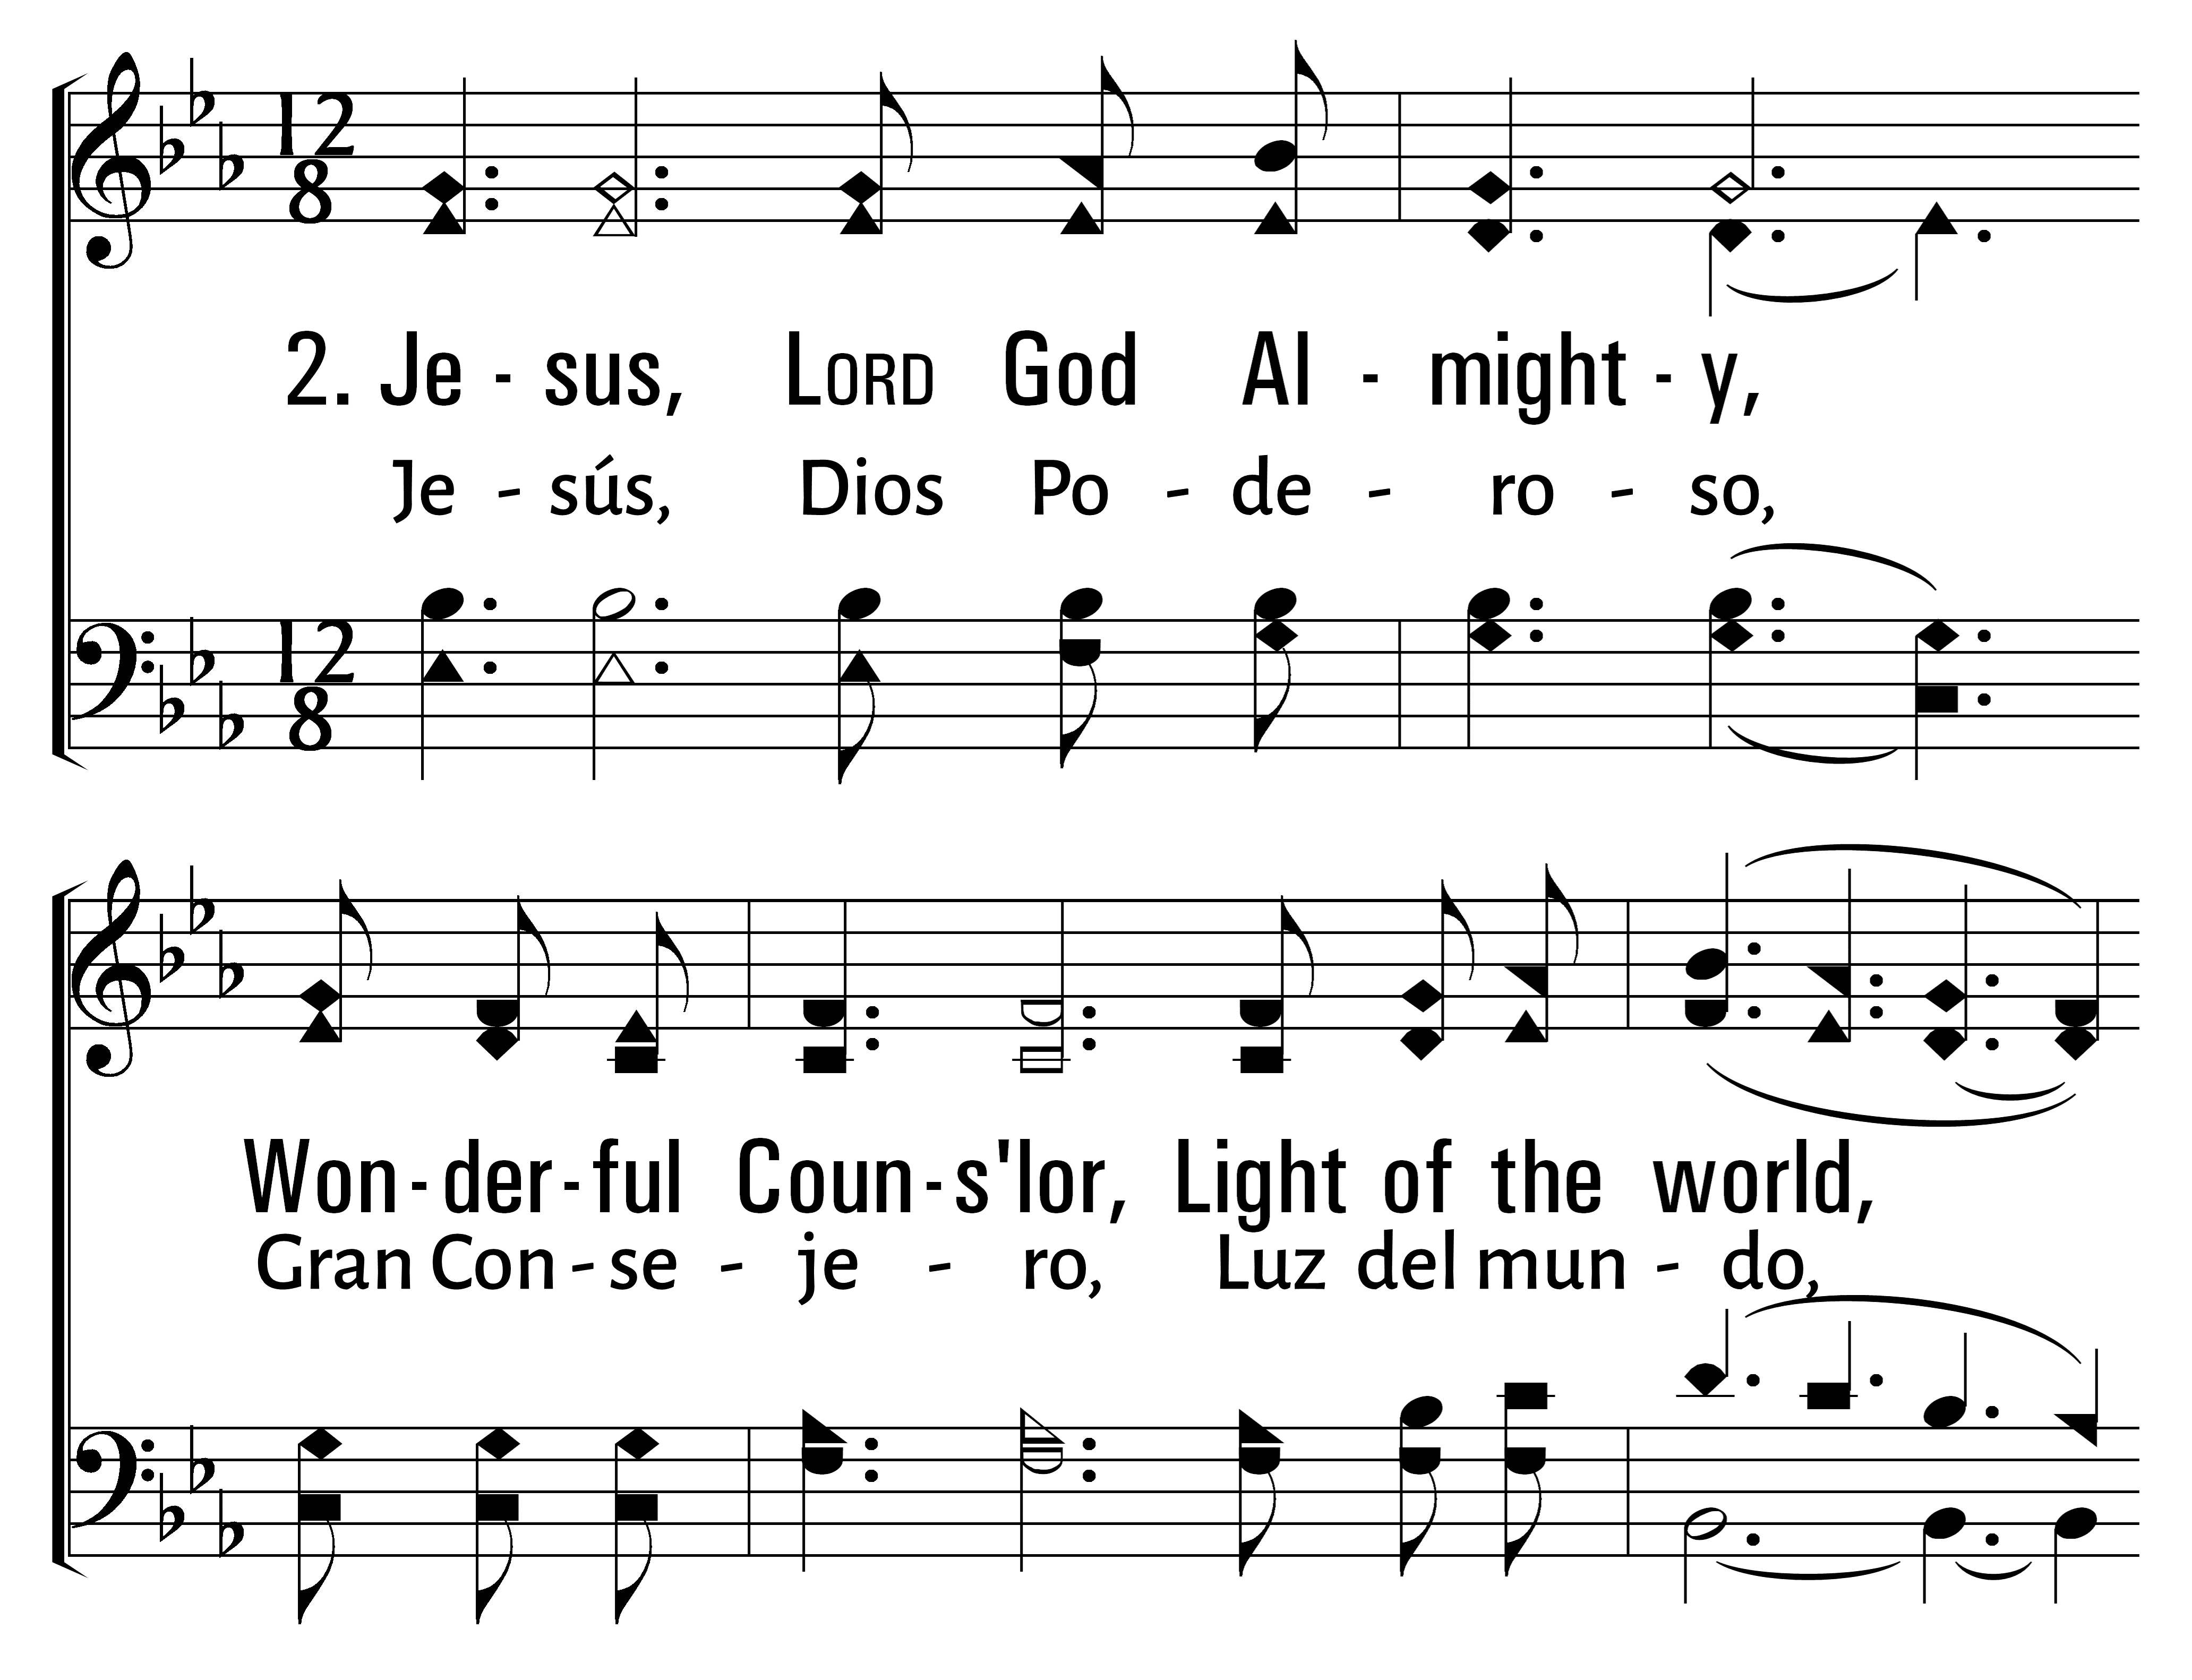 12
8
2. Je - sus, LORD God Al - might - y,
Je - sús, Dios Po - de - ro - so,
12
8
Won - der - ful Coun - s'lor, Light of the world,
Gran Con - se - je - ro, Luz del mun - do,